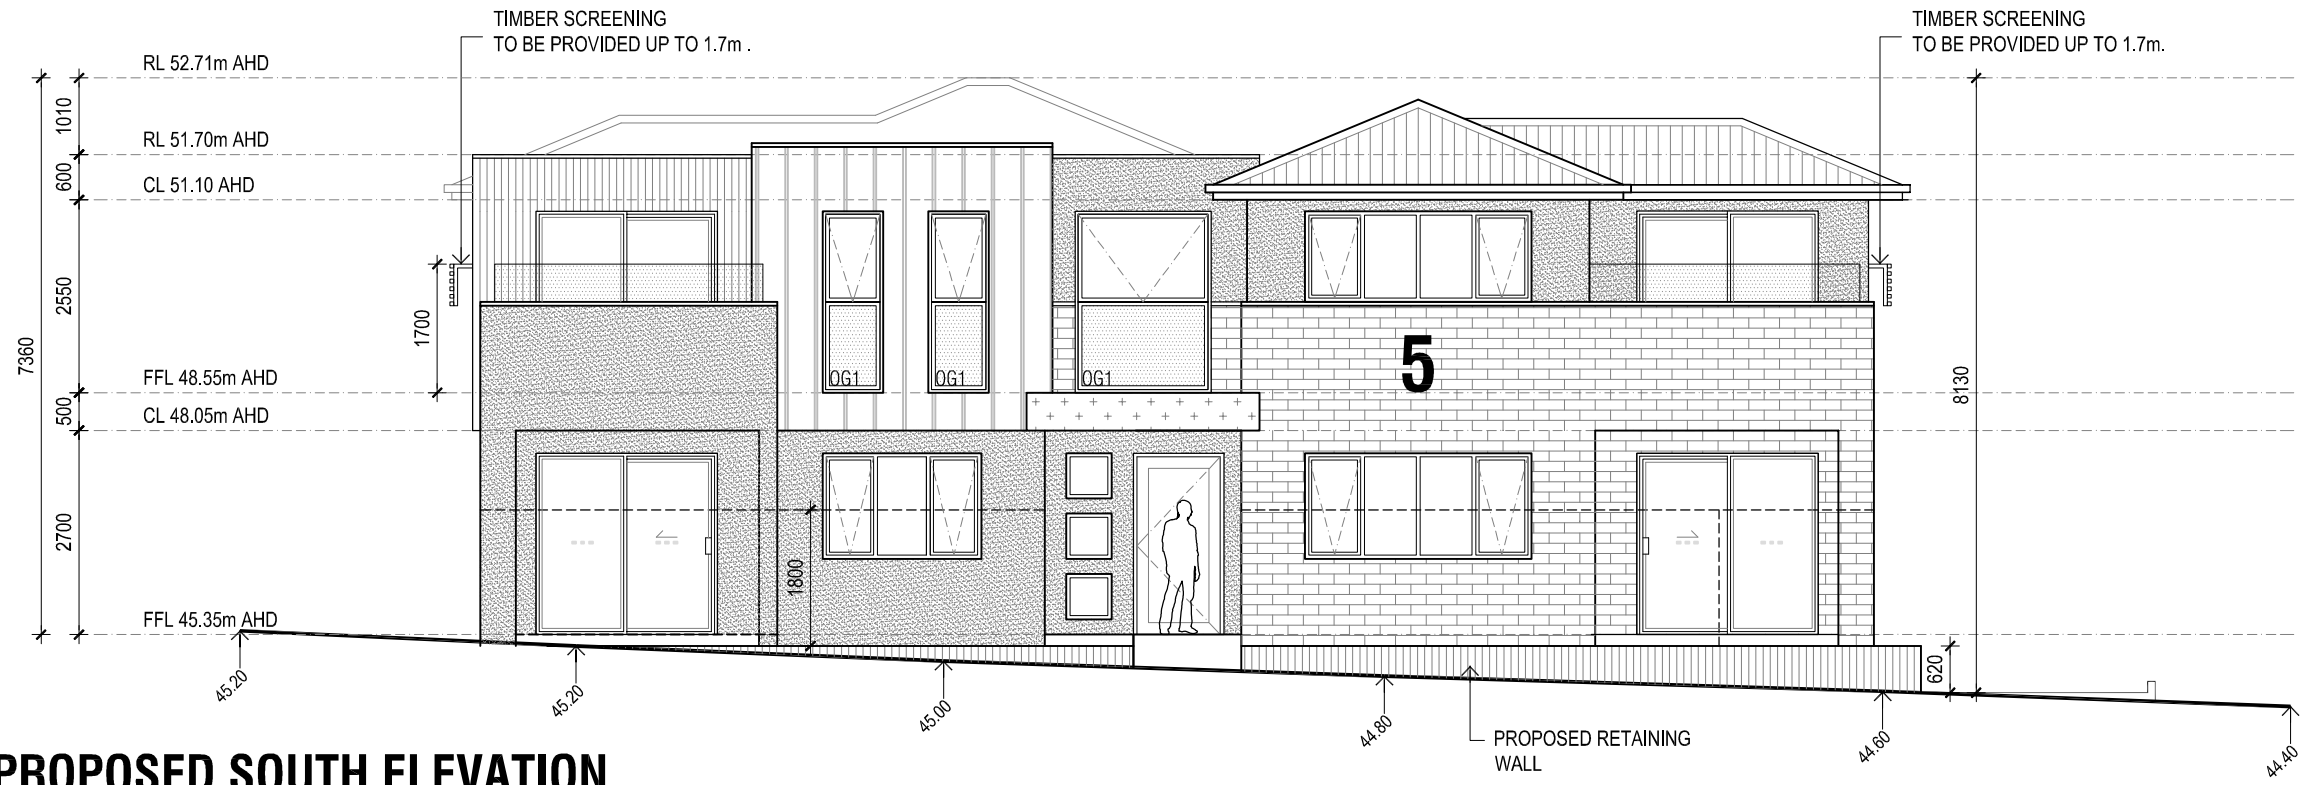 TIMBER SCREENING
TO BE PROVIDED UP TO 1.7m .
TIMBER SCREENING
TO BE PROVIDED UP TO 1.7m.
RL 52.71m AHD
1010
RL 51.70m AHD
600
CL 51.10 AHD
2550
1700
7360
FFL 48.55m AHD
500
CL 48.05m AHD
2700
FFL 45.35m AHD
OG1
OG1
OG1
5
8130
1800
620
45.20
45.20
45.00
44.80
44.60
44.40
PROPOSED RETAINING
WALL
PROPOSED SOUTH ELEVATION